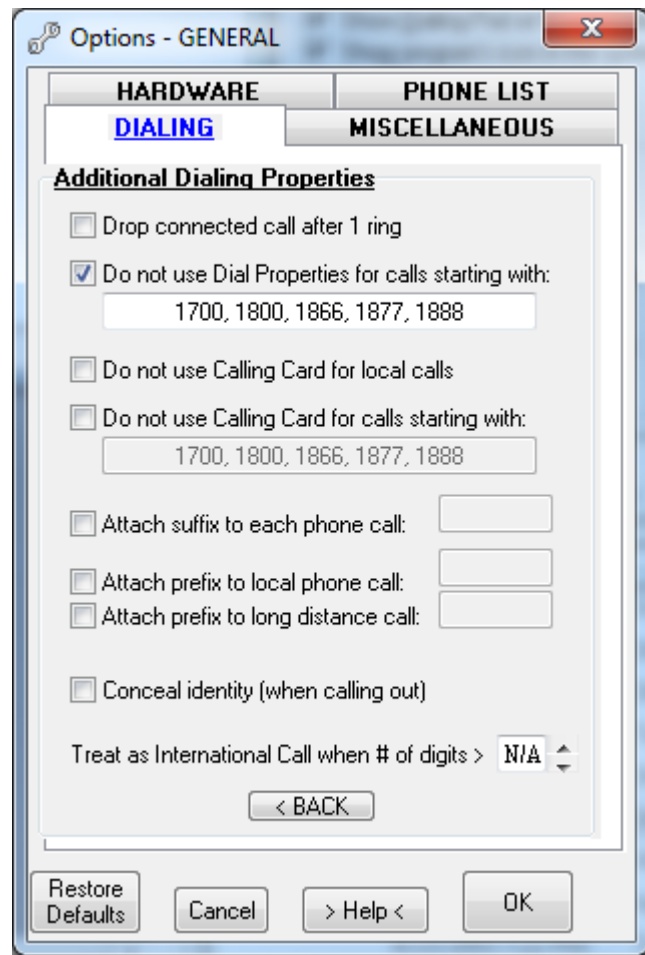 Options - GENERAL
HARDWARE
PHONE LIST
DIALING
MISCELLANEOUS
Additional Dialing Properties
Drop connected call after 1 ring
Do not use Dial Properties for calls starting with:
1700, 1800, 1866, 1877, 1888
Do not use Calling Card for local calls
Do not use Calling Card for calls starting with:
1700, 1800, 1866, 1877, 1888
Attach suffix to each phone call:
Attach prefix to local phone call:
Attach prefix to long distance call:
Conceal identity (when calling out)
Treat as International Call when # of digits > N/A
< BACK
Restore
Defaults
Cancel
> Help <
OK